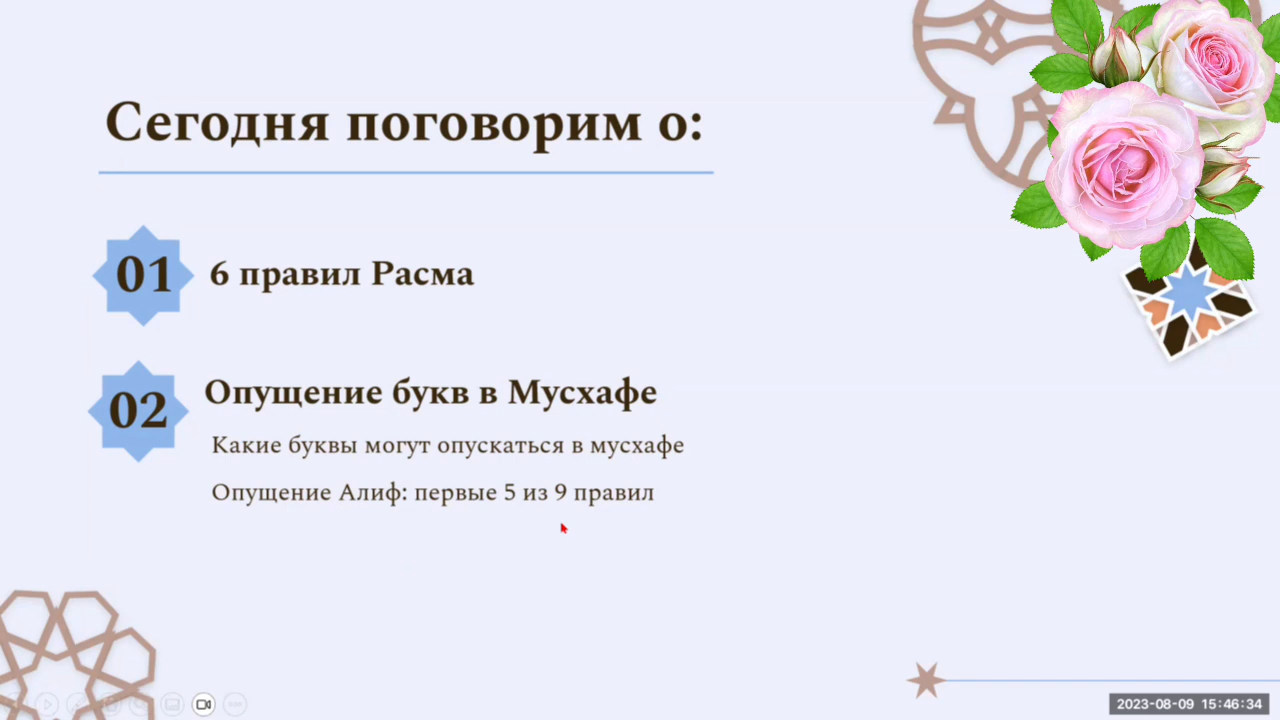 Сегодня поговорим о:
01 6 правил Расма
02 Опущение букв в Мусхафе
Какие буквы могут опускаться в мусхафе
Опущение Алиф: первые 5 из 9 правил
2023-08-09 15:46:34